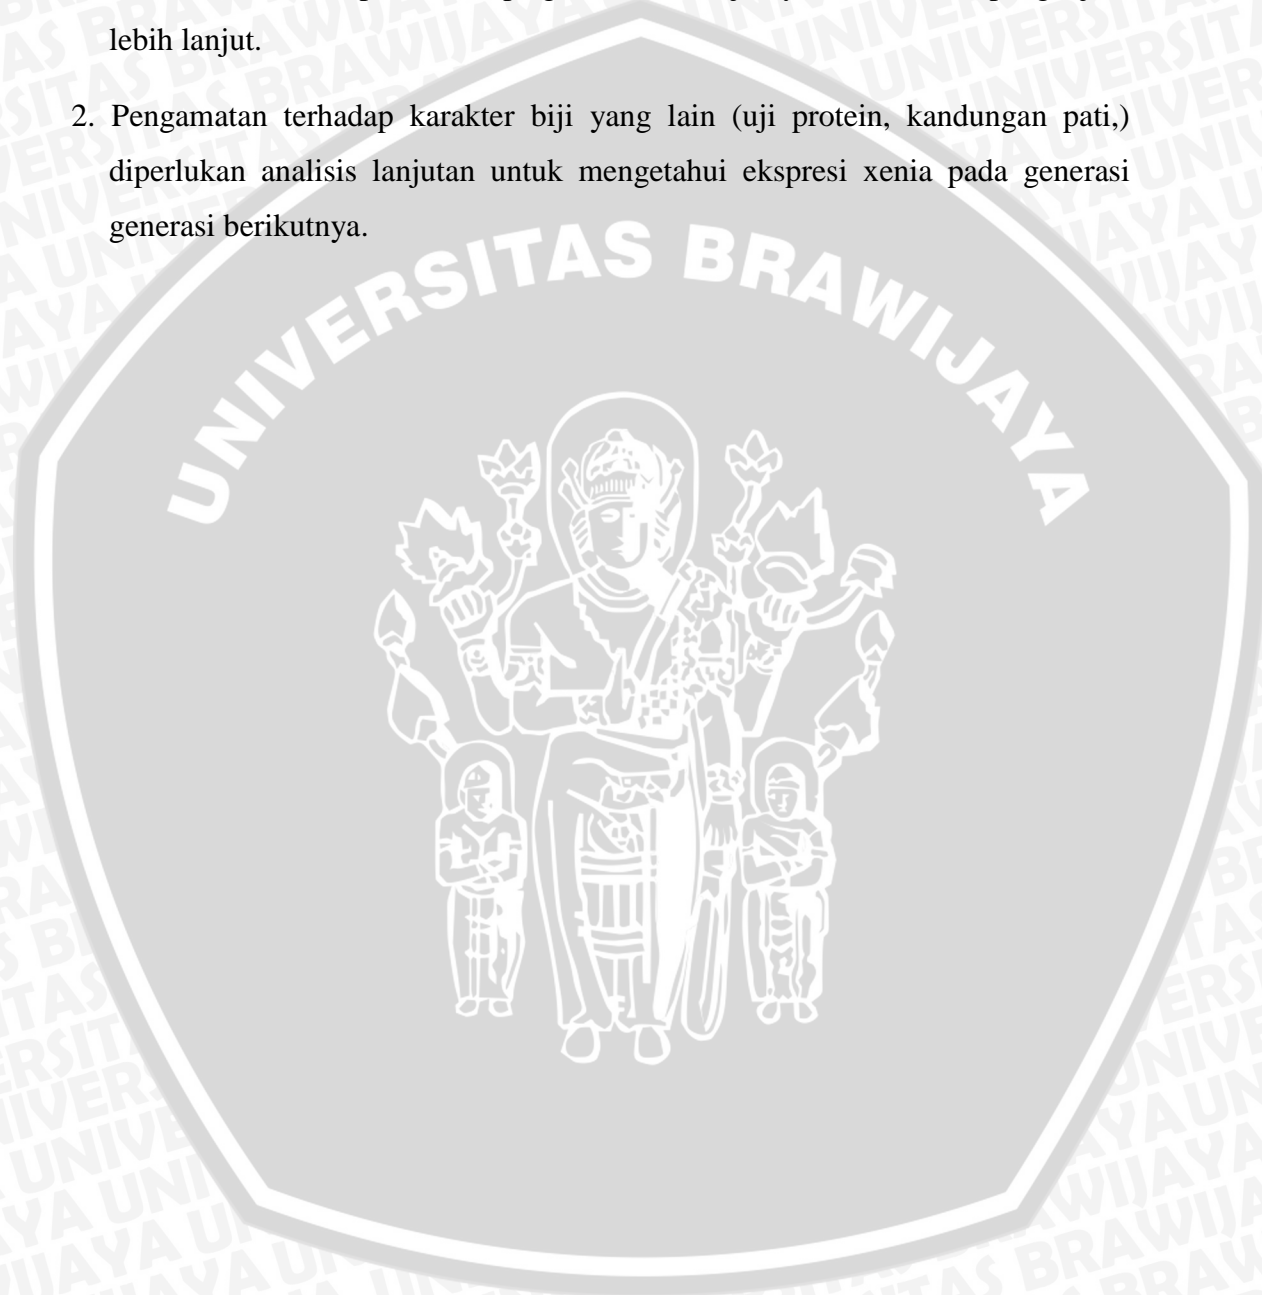 lebih lanjut.
2. Pengamatan terhadap karakter biji yang lain (uji protein, kandungan pati,)
diperlukan analisis lanjutan untuk mengetahui ekspresi xenia pada generasi
generasi berikutnya.
UNIVERSITAS BRAWIJAYA